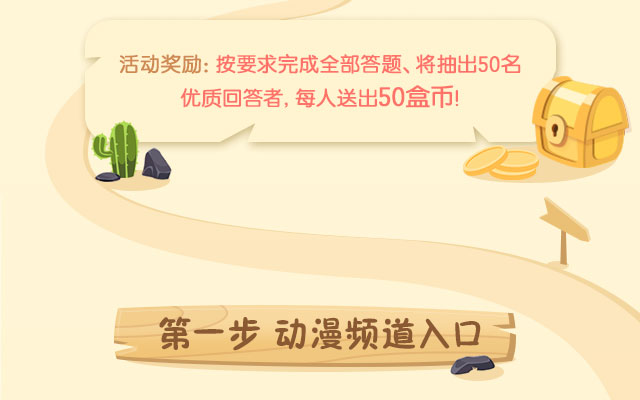 活动奖励：按要求完成全部答题、将抽出50名
优质回答者，每人送出50盒币!
第一步 动漫频道入口